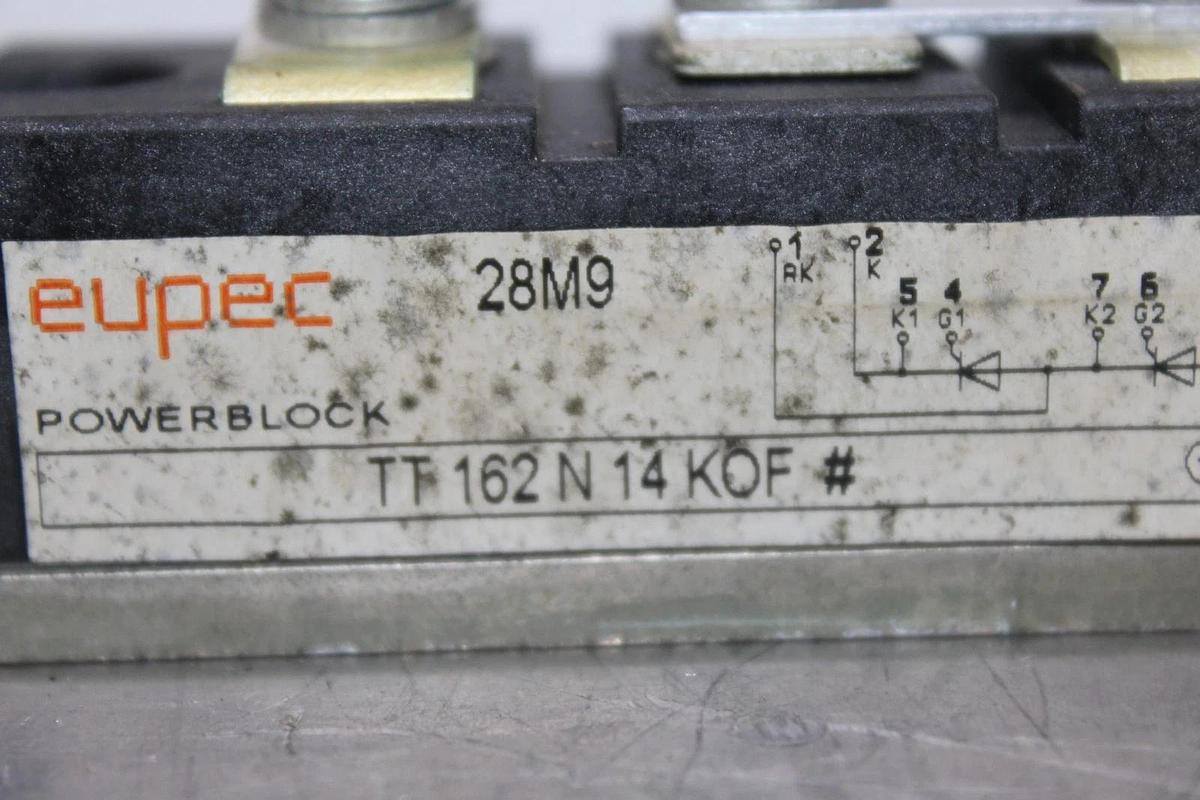 eupec
28M9
POWERBLOCK
1 2
AK K
5 4 7 6
K1 G1 K2 G2
TT 162 N 14 KOF #